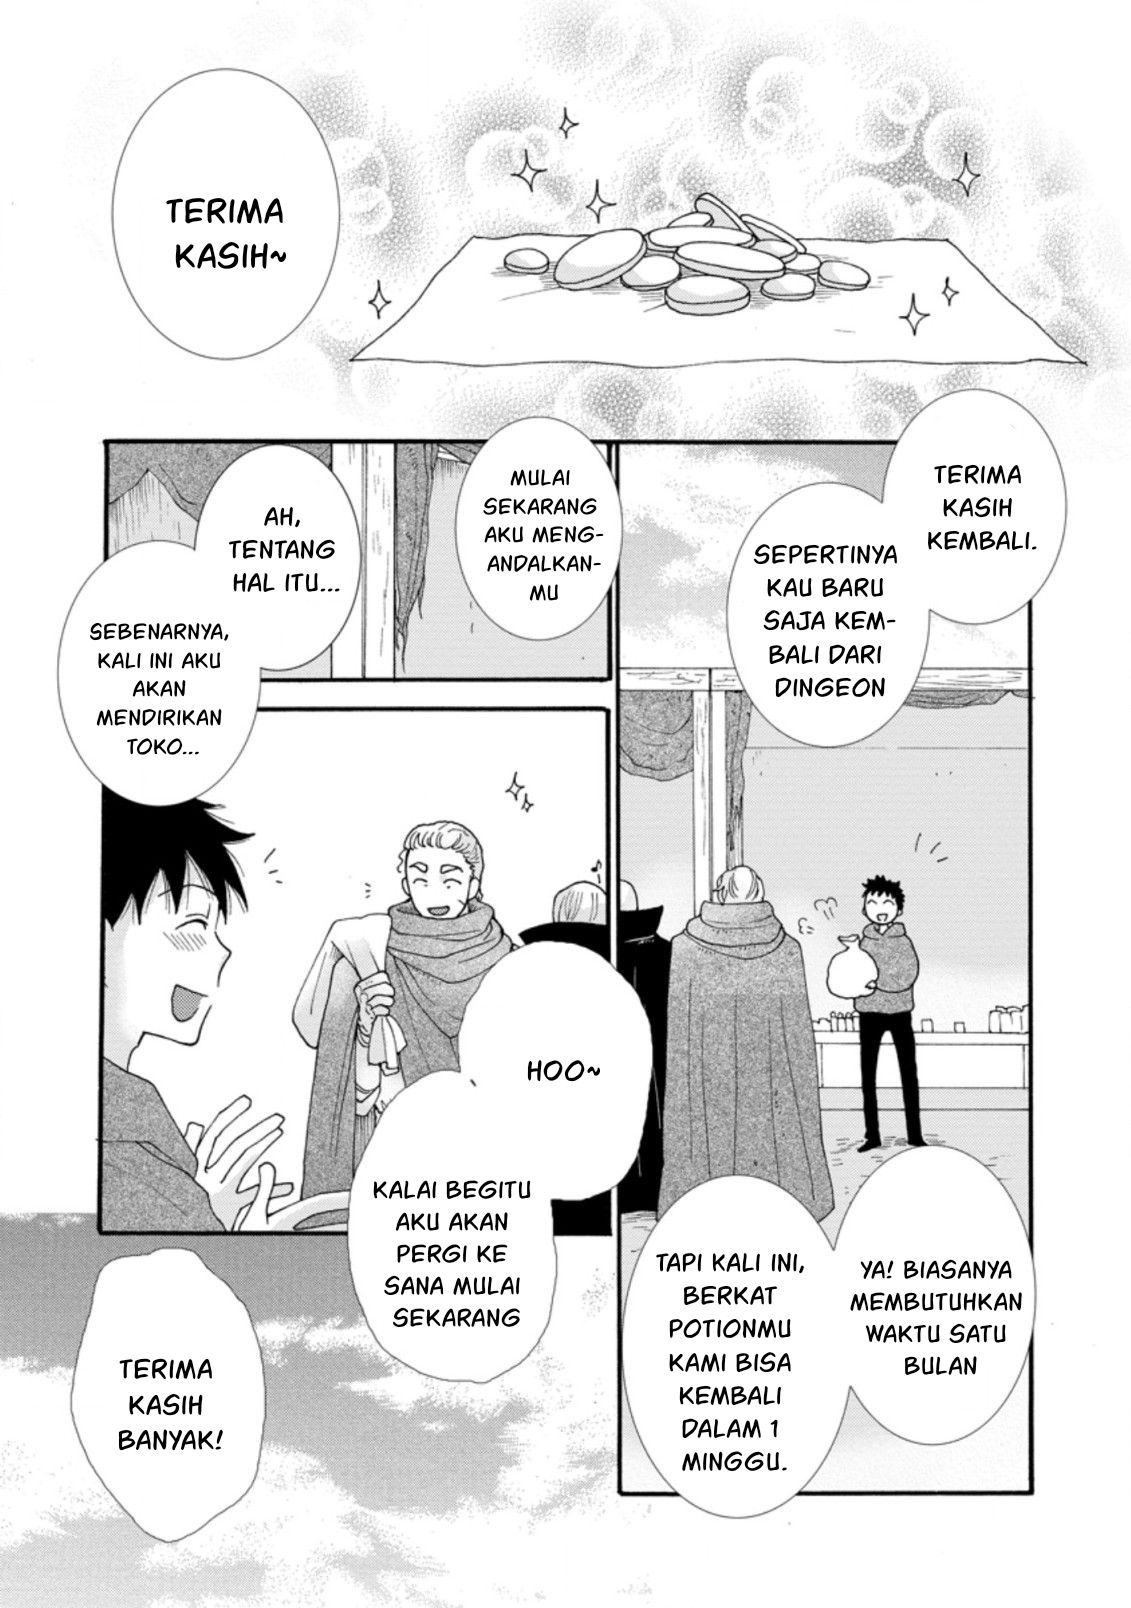 TERIMA
KASIH~
TERIMA
KASIH
KEMBALI.
SEPERTINYA
KAU BARU
SAJA KEM-
BALI DARI
DINGEON
YA! BIASANYA
MEMBUTUHKAN
WAKTU SATU
BULAN
TAPI KALI INI,
BERKAT
POTIONMU
KAMI BISA
KEMBALI
DALAM 1
MINGGU.
MULAI
SEKARANG
AKU MENG-
ANDALKAN-
MU
AH,
TENTANG
HAL ITU...
SEBENARNYA,
KALI INI AKU
AKAN
MENDIRIKAN
TOKO...
HOO~
KALAI BEGITU
AKU AKAN
PERGI KE
SANA MULAI
SEKARANG
TERIMA
KASIH
BANYAK!